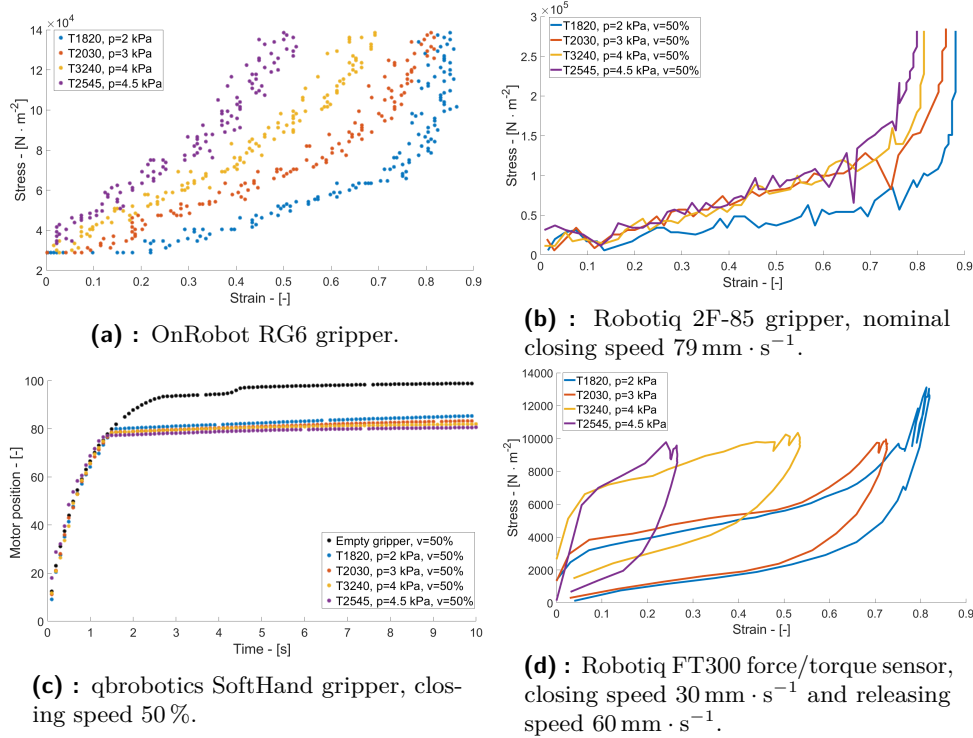 × 10⁴
14
12
10
8
6
4
2
Stress - [N · m⁻²]
T1820, p=2 kPa
T2030, p=3 kPa
T3240, p=4 kPa
T2545, p=4.5 kPa
0 0.1 0.2 0.3 0.4 0.5 0.6 0.7 0.8 0.9
Strain - [-]
(a) : OnRobot RG6 gripper.
× 10⁵
3
2.5
2
1.5
1
0.5
0
Stress - [N · m⁻²]
T1820, p=2 kPa, v=50%
T2030, p=3 kPa, v=50%
T3240, p=4 kPa, v=50%
T2545, p=4.5 kPa, v=50%
0 0.1 0.2 0.3 0.4 0.5 0.6 0.7 0.8 0.9
Strain - [-]
(b) : Robotiq 2F-85 gripper, nominal
closing speed 79 mm · s⁻¹.
100
80
60
40
20
0
Motor position - [-]
Empty gripper, v=50%
T1820, p=2 kPa, v=50%
T2030, p=3 kPa, v=50%
T3240, p=4 kPa, v=50%
T2545, p=4.5 kPa, v=50%
0 1 2 3 4 5 6 7 8 9 10
Time - [s]
(c) : qbrobotics SoftHand gripper, clos-
ing speed 50 %.
14000
12000
10000
8000
6000
4000
2000
0
Stress - [N · m⁻²]
T1820, p=2 kPa
T2030, p=3 kPa
T3240, p=4 kPa
T2545, p=4.5 kPa
0 0.1 0.2 0.3 0.4 0.5 0.6 0.7 0.8 0.9
Strain - [-]
(d) : Robotiq FT300 force/torque sensor,
closing speed 30 mm · s⁻¹ and releasing
speed 60 mm · s⁻¹.